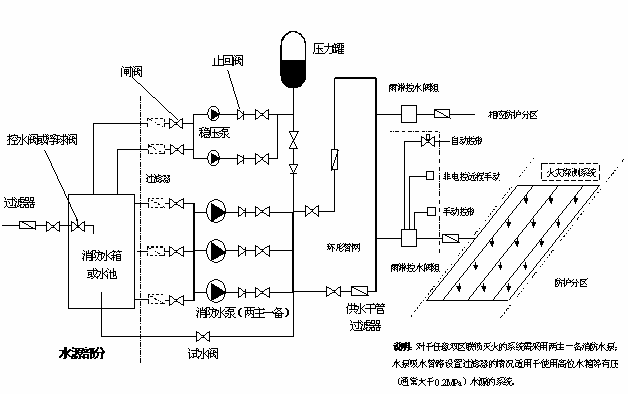 压力罐
止回阀
闸阀
雨淋控水阀组
相应防护分区
稳压泵
控水阀或浮球阀
自动控制
火灾探测系统
过滤器
非电控远程手动
过滤器
手动控制
消防水箱
或水池
环形管网
雨淋控水阀组
防护分区
消防水泵(两主一备)
供水干管
过滤器
水源部分
试水阀
说明: 对于任意双区联喷灭火的系统需采用两主一备消防水泵;
水泵吸水管路设置过滤器的情况适用于使用高位水箱等有压
(通常大于0.2MPa)水源的系统.